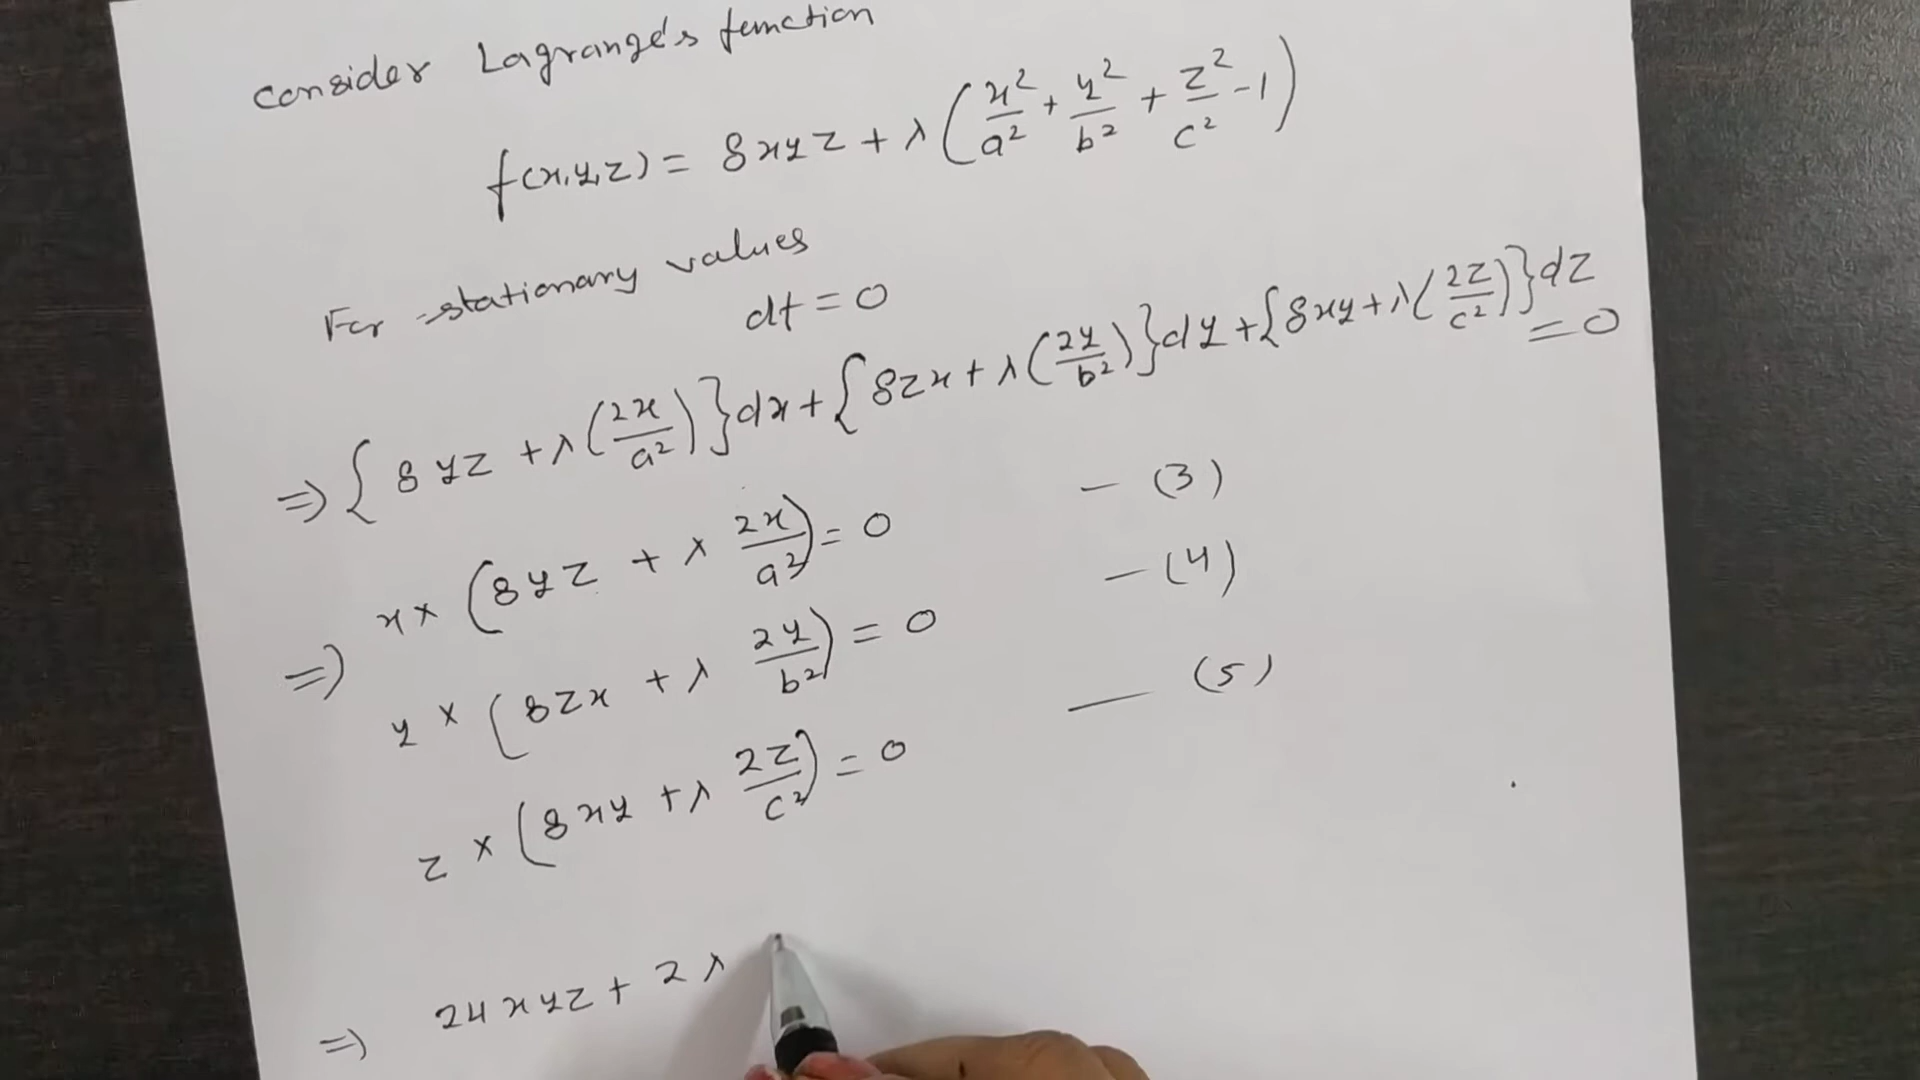 consider Lagrange's function
f(x,y,z) = 8xyz + λ(x²/a² + y²/b² + z²/c² - 1)
For stationary values
df = 0
⇒ {8yz + λ(2x/a²)}dx + {8zx + λ(2y/b²)}dy + {8xy + λ(2z/c²)}dz = 0
⇒ x × (8yz + λ 2x/a²) = 0 — (3)
y × (8zx + λ 2y/b²) = 0 — (4)
z × (8xy + λ 2z/c²) = 0 — (5)
⇒ 24xyz + 2λ